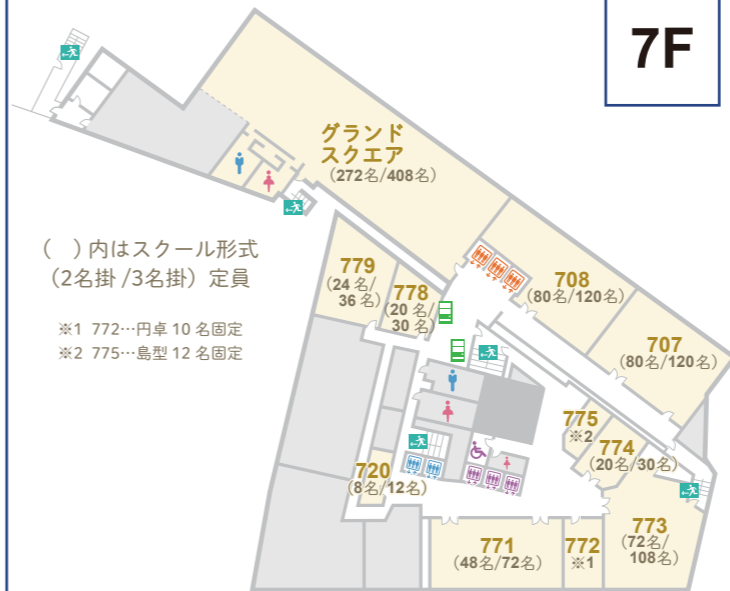 7F
グランド
スクエア
（272名/408名）
（　）内はスクール形式
（2名掛 /3名掛）定員
※1 772…円卓 10 名固定
※2 775…島型 12 名固定
779
（24 名/
36 名）
778
（20 名/
30 名）
708
（80名/120名）
707
（80名/120名）
775
※2
774
（20名/30名）
720
（8名/12名）
771
（48名/72名）
772
※1
773
（72名/
108名）